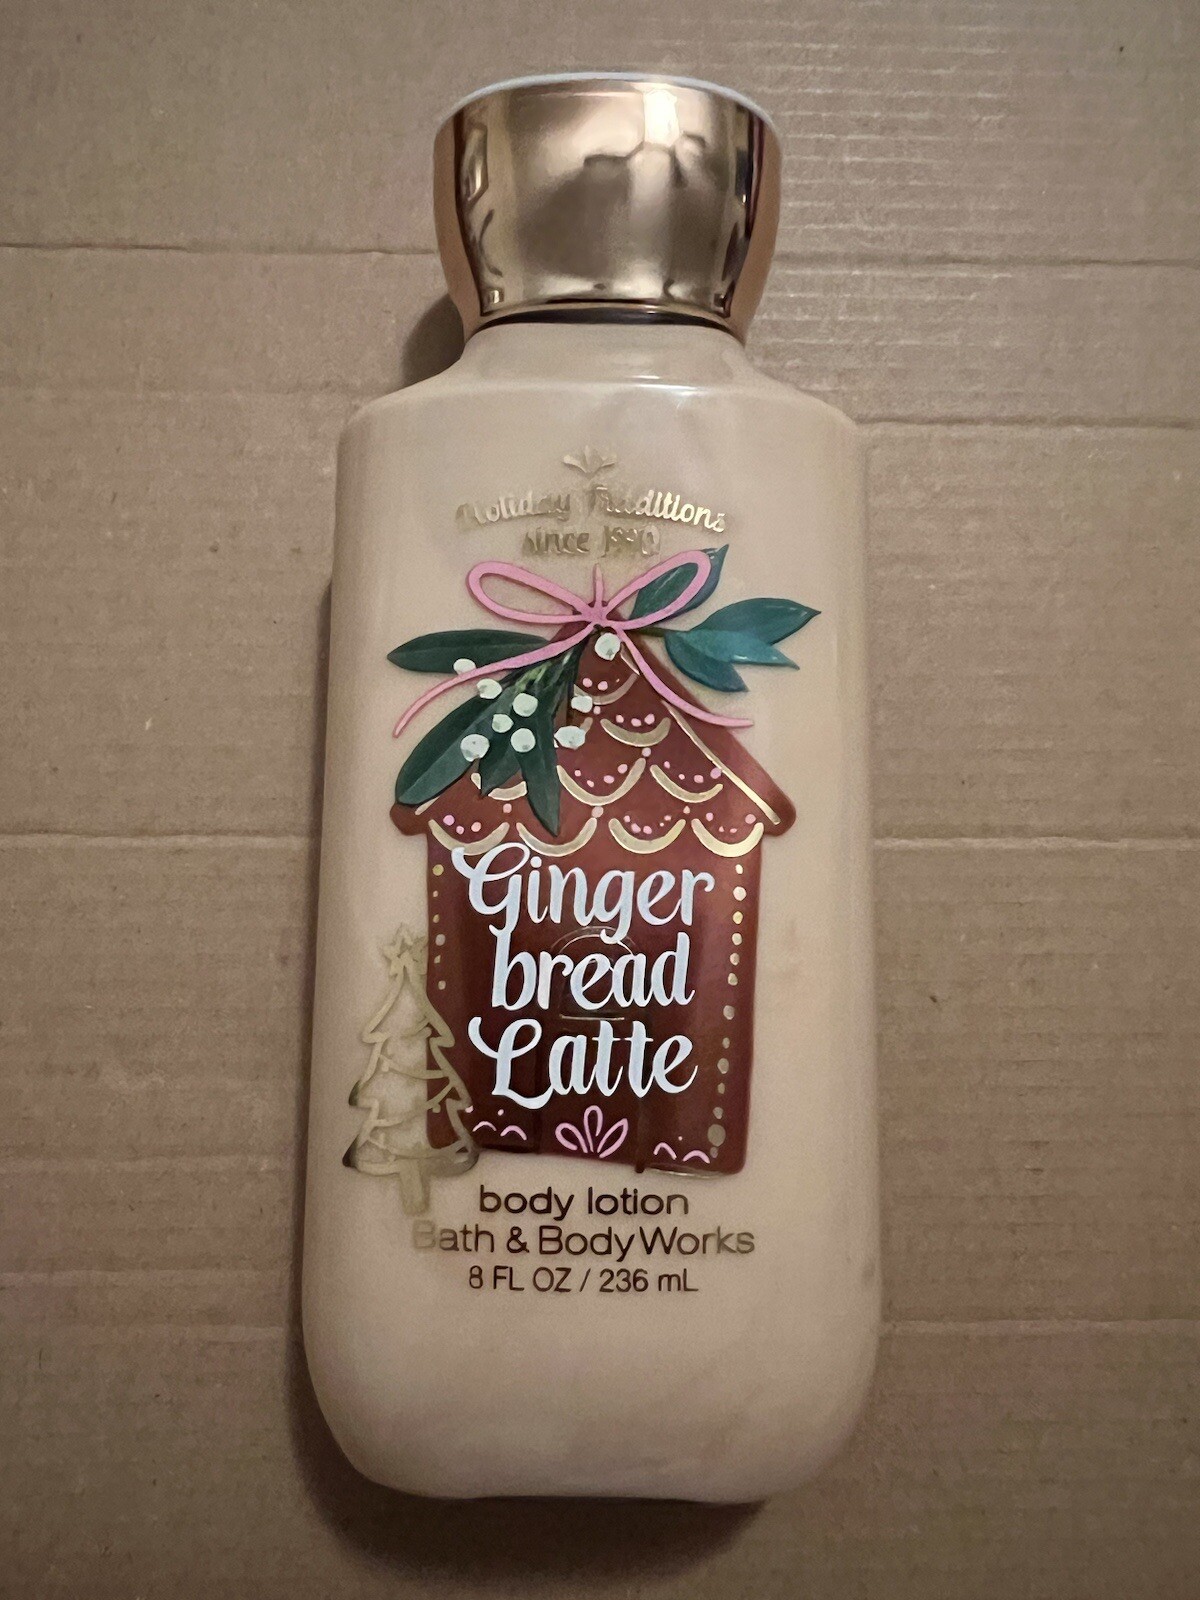 Holiday Traditions
since 1990
Ginger
bread
Latte
body lotion
Bath & Body Works
8 FL OZ / 236 mL